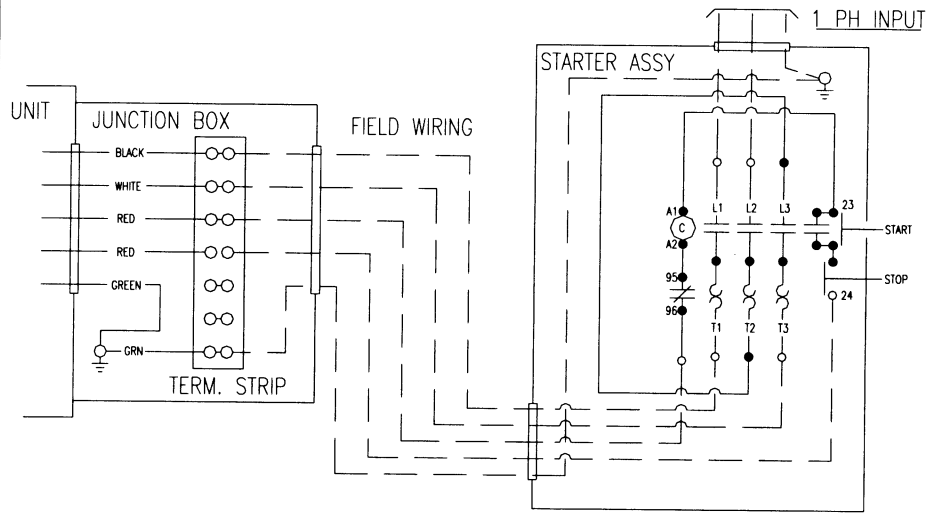 1 PH INPUT
STARTER ASSY
UNIT
JUNCTION BOX
FIELD WIRING
BLACK
WHITE
RED
RED
GREEN
GRN
TERM. STRIP
A1
L1
L2
L3
23
C
START
A2
95
STOP
96
24
T1
T2
T3